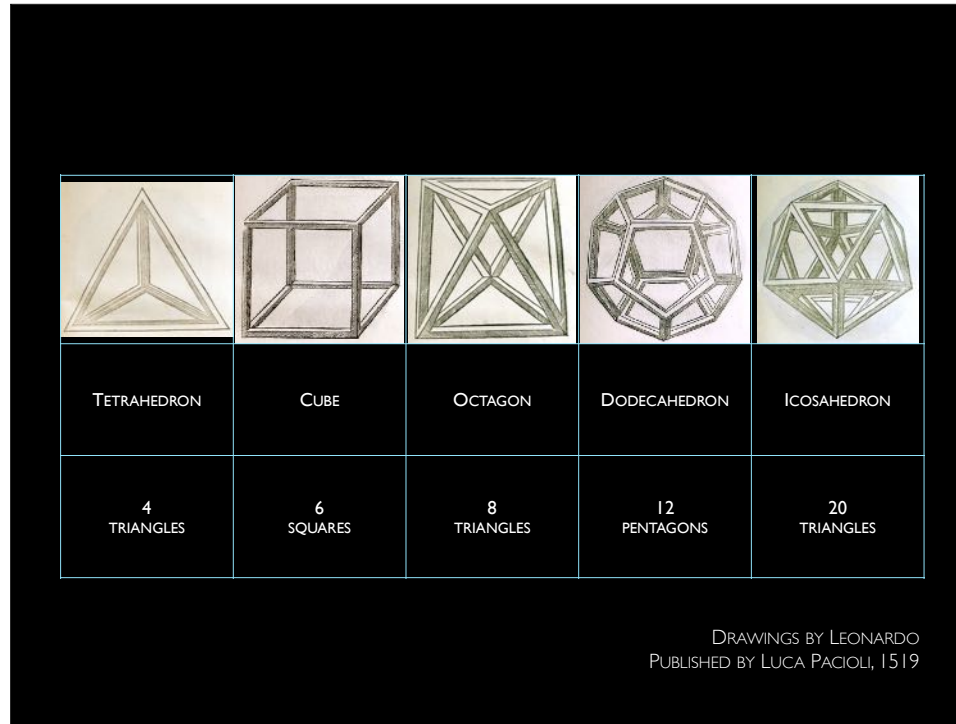 TETRAHEDRON
CUBE
OCTAGON
DODECAHEDRON
ICOSAHEDRON
4
TRIANGLES
6
SQUARES
8
TRIANGLES
12
PENTAGONS
20
TRIANGLES
DRAWINGS BY LEONARDO
PUBLISHED BY LUCA PACIOLI, 1519